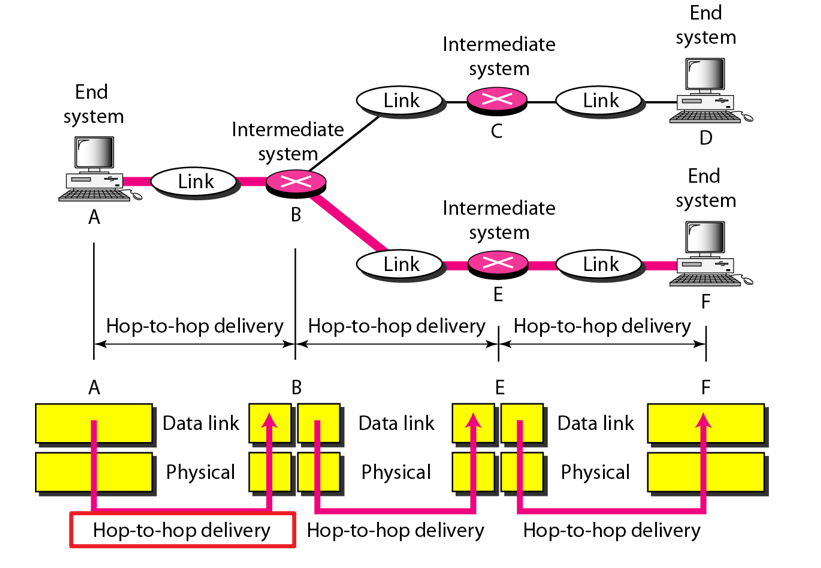 End
system
Intermediate
system
Link
C
Link
D
End
system
Intermediate
system
A
Link
B
End
system
Intermediate
system
Link
E
Link
F
Hop-to-hop delivery
Hop-to-hop delivery
Hop-to-hop delivery
A
B
E
F
Data link
Data link
Data link
Physical
Physical
Physical
Hop-to-hop delivery
Hop-to-hop delivery
Hop-to-hop delivery